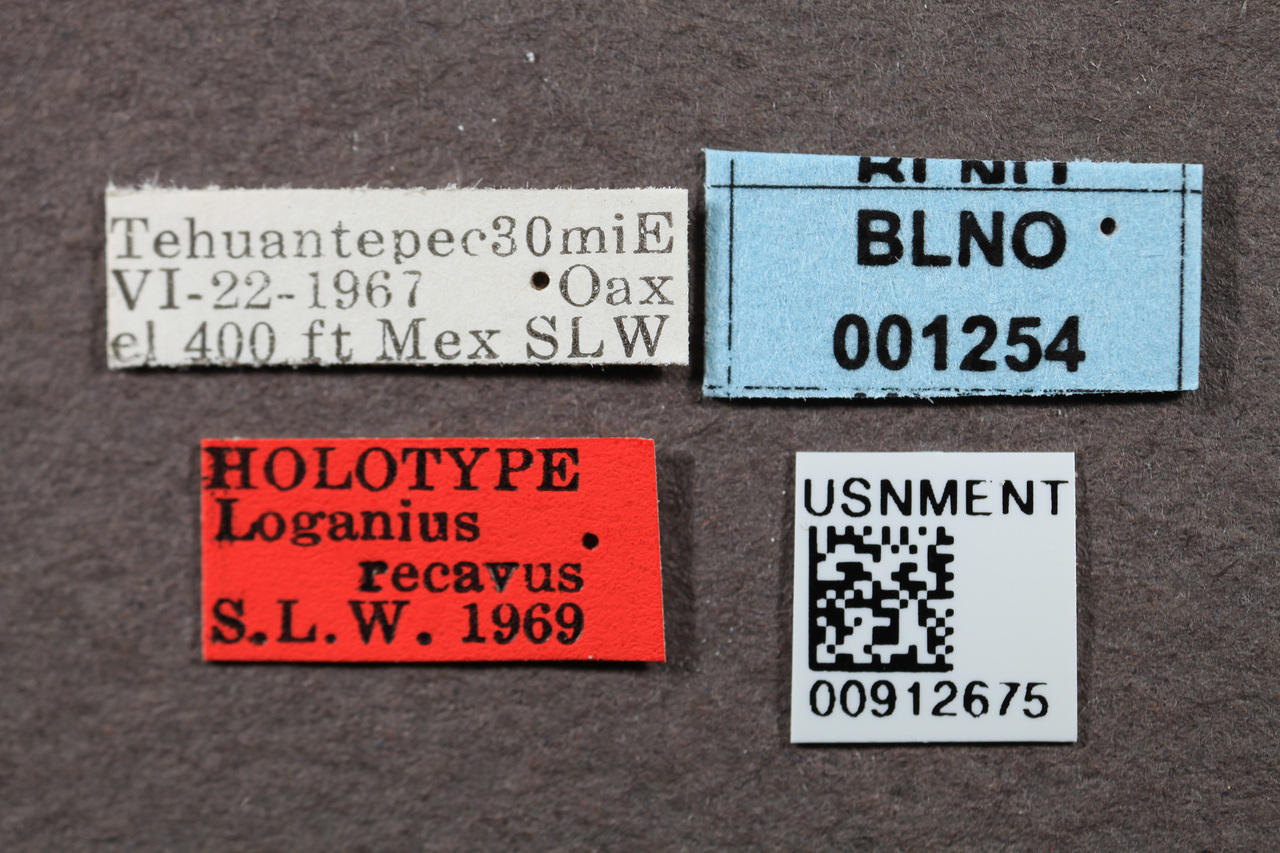 Tehuantepec30miE
VI-22-1967 Oax
el 400 ft Mex SLW
BLNO
001254
HOLOTYPE
Loganius
recavus
S.L.W. 1969
USNMENT
00912675